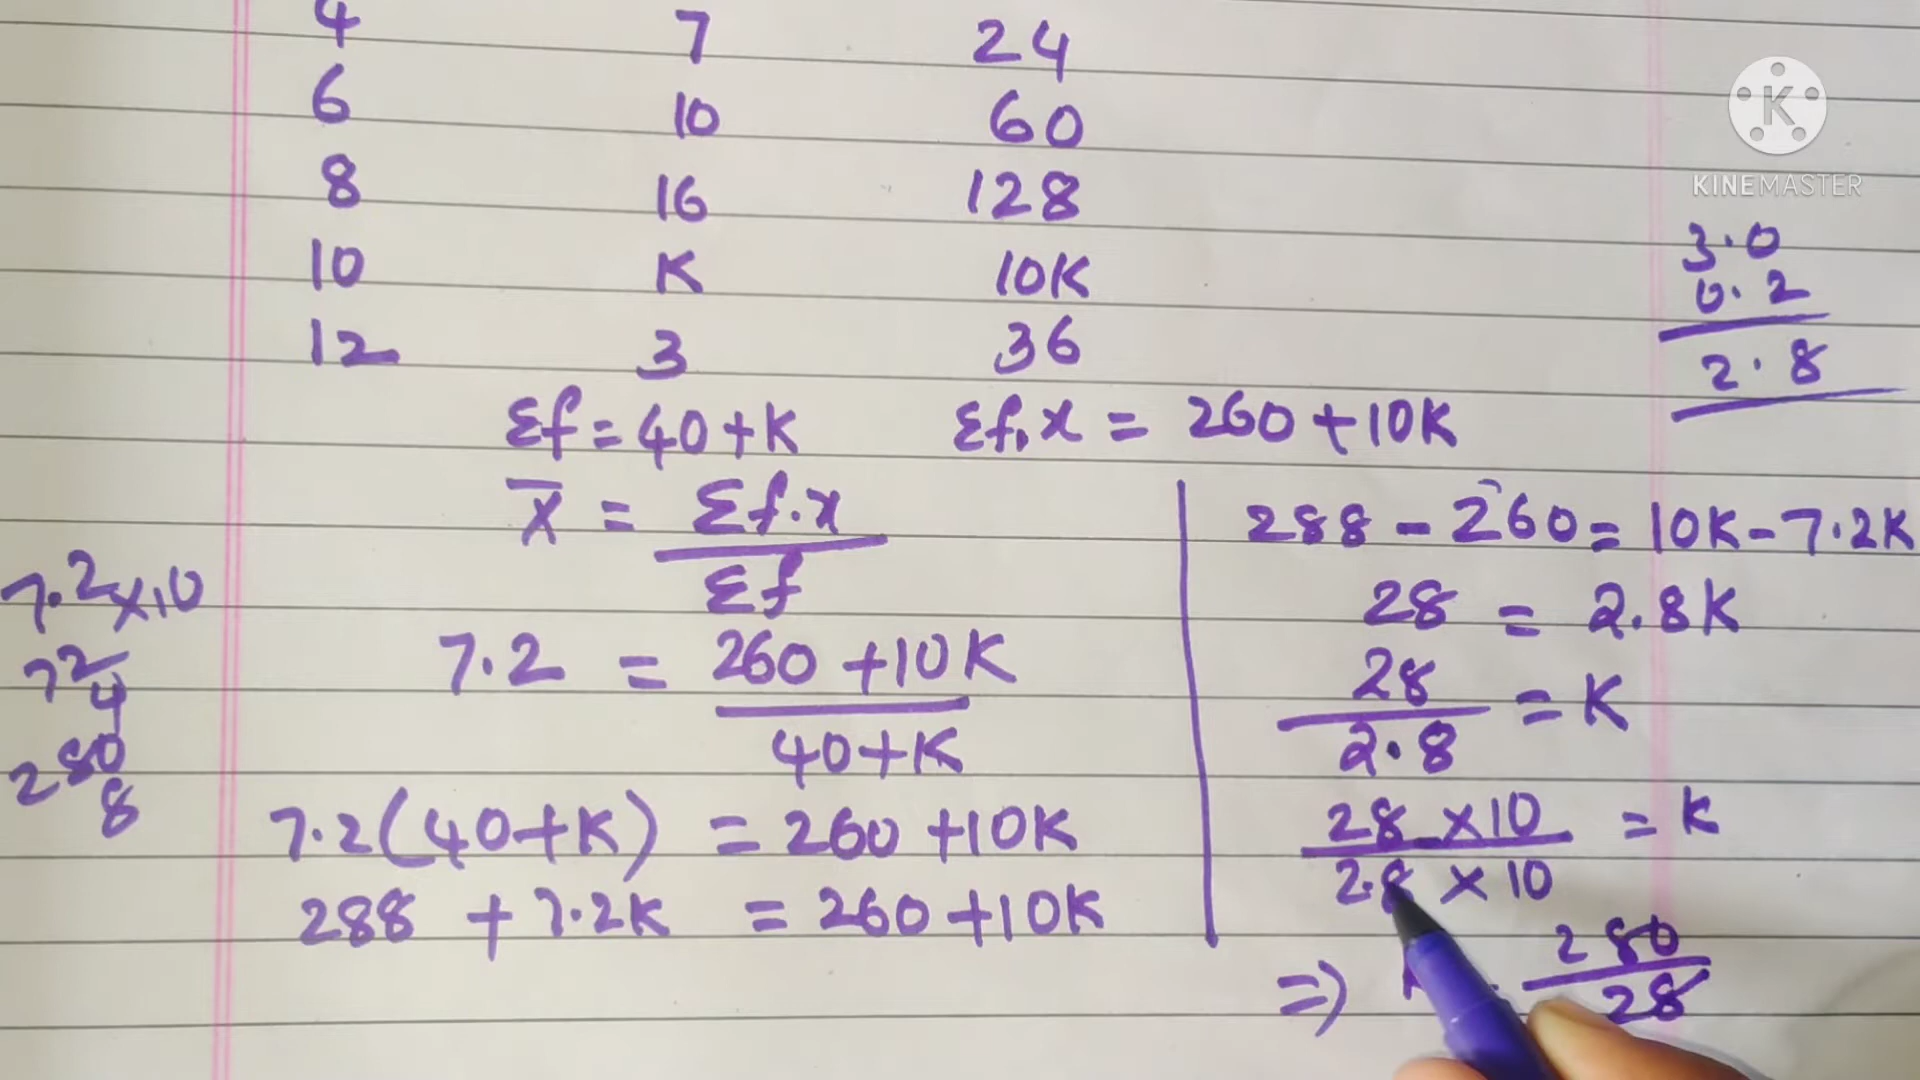 4 7 24
6 10 60
8 16 128
10 K 10K
12 3 36
Σf = 40 + K Σf.x = 260 + 10K
X̅ = Σf.x / Σf
7.2 = 260 + 10K / 40 + K
7.2 (40 + K) = 260 + 10K
288 + 7.2K = 260 + 10K
288 - 260 = 10K - 7.2K
28 = 2.8K
28 / 2.8 = K
28 × 10 / 2.8 × 10 = K
⇒ 280 / 28
3.0
0.2
2.8
7.2 × 10
72
4
280
8
K
KINEMASTER